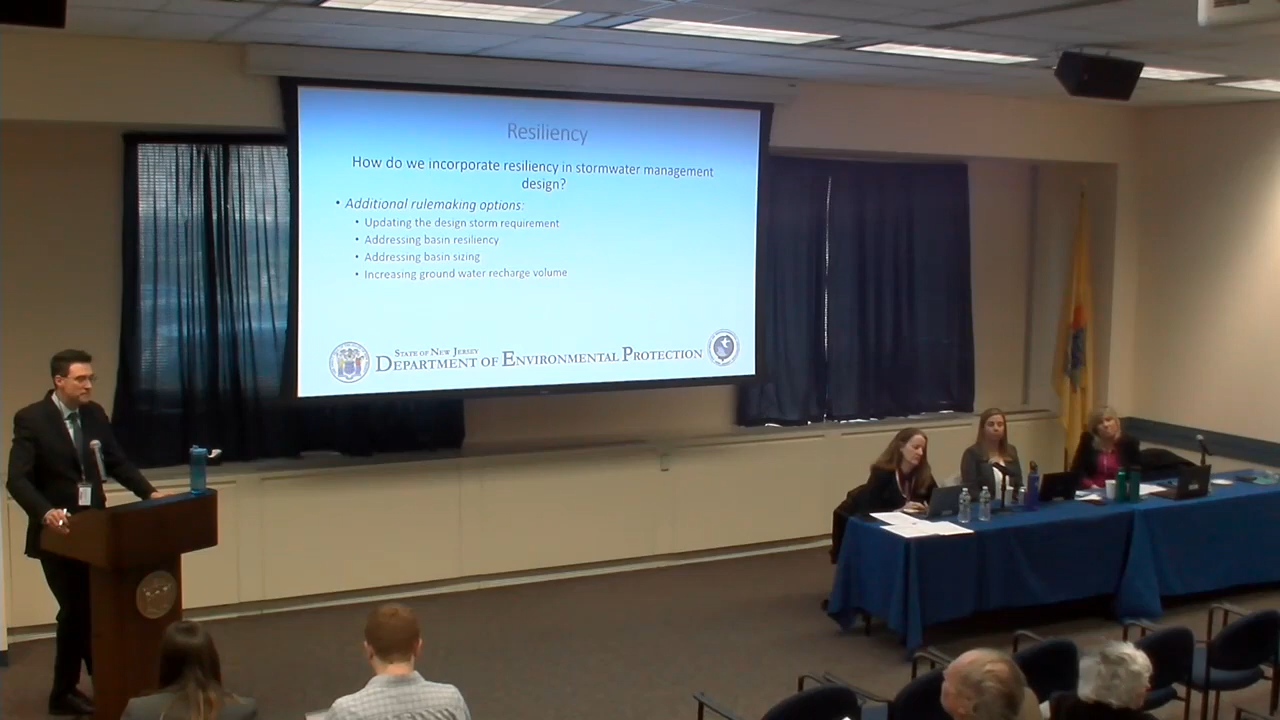 Resiliency
How do we incorporate resiliency in stormwater management
design?
• Additional rulemaking options:
• Updating the design storm requirement
• Addressing basin resiliency
• Addressing basin sizing
• Increasing ground water recharge volume
STATE OF NEW JERSEY
DEPARTMENT OF ENVIRONMENTAL PROTECTION